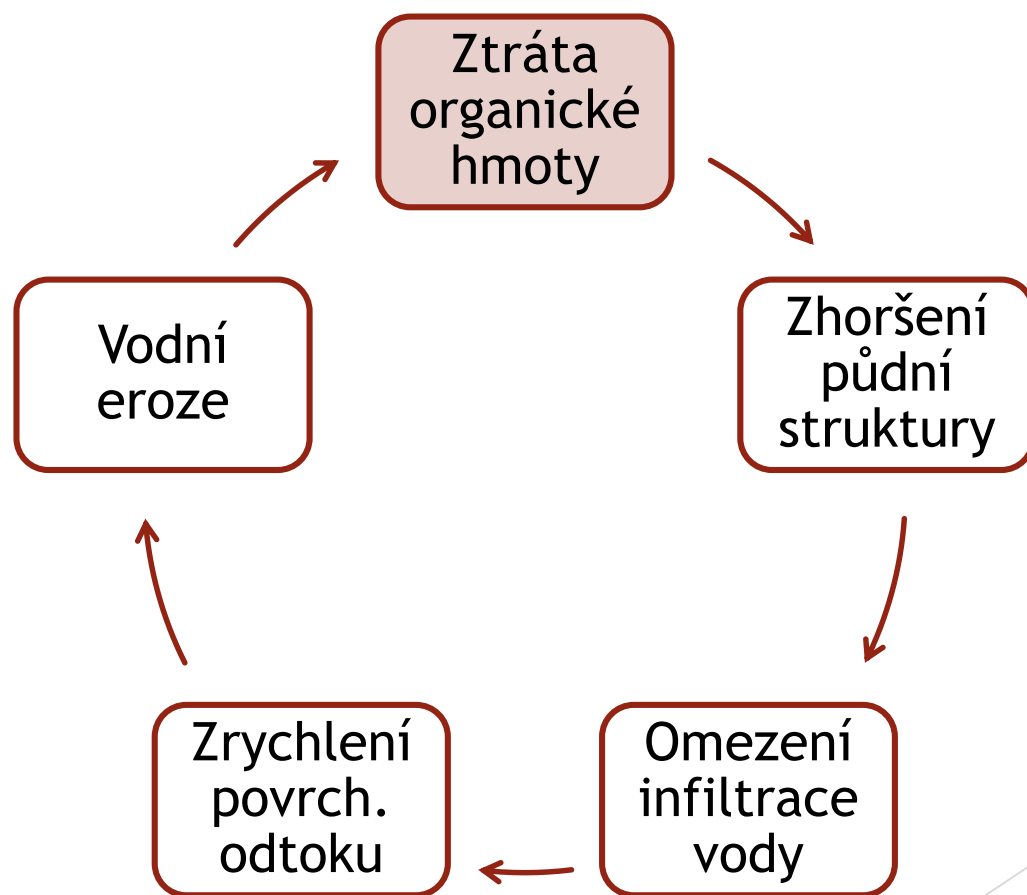 Ztráta
organické
hmoty
Zhoršení
půdní
struktury
Omezení
infiltrace
vody
Zrychlení
povrch.
odtoku
Vodní
eroze